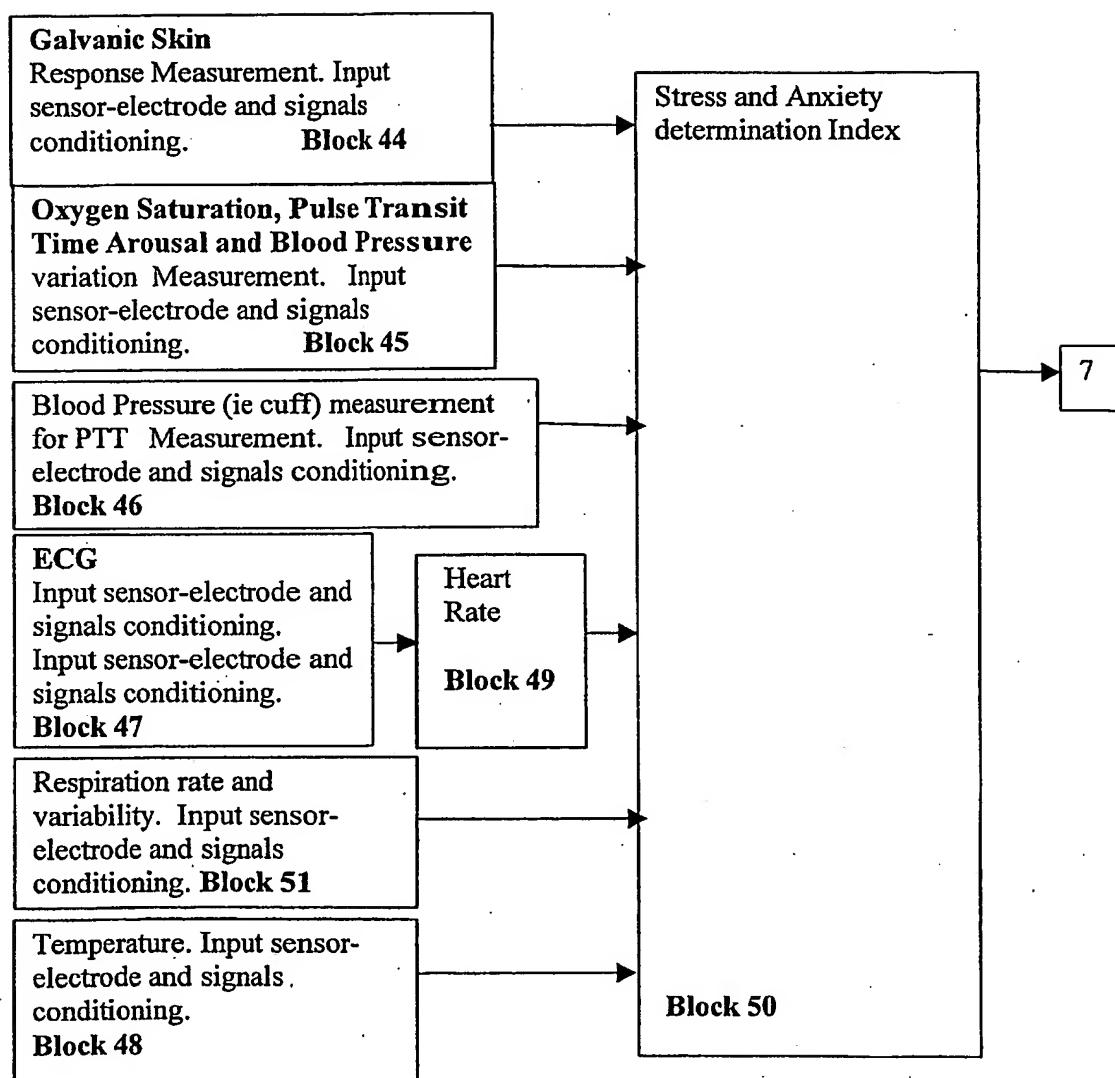 Galvanic Skin
Response Measurement. Input
sensor-electrode and signals
conditioning. Block 44
Oxygen Saturation, Pulse Transit
Time Arousal and Blood Pressure
variation Measurement. Input
sensor-electrode and signals
conditioning. Block 45
Blood Pressure (ie cuff) measurement
for PTT Measurement. Input sensor-
electrode and signals conditioning.
Block 46
ECG
Input sensor-electrode and
signals conditioning.
Input sensor-electrode and
signals conditioning.
Block 47
Heart
Rate
Block 49
Respiration rate and
variability. Input sensor-
electrode and signals
conditioning. Block 51
Temperature. Input sensor-
electrode and signals
conditioning.
Block 48
Stress and Anxiety
determination Index
Block 50
7